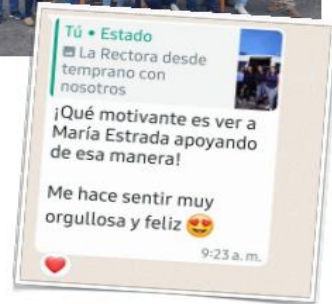 Tú • Estado
La Rectora desde
temprano con
nosotros
¡Qué motivante es ver a
María Estrada apoyando
de esa manera!
Me hace sentir muy
orgullosa y feliz 😍
9:23 a. m.